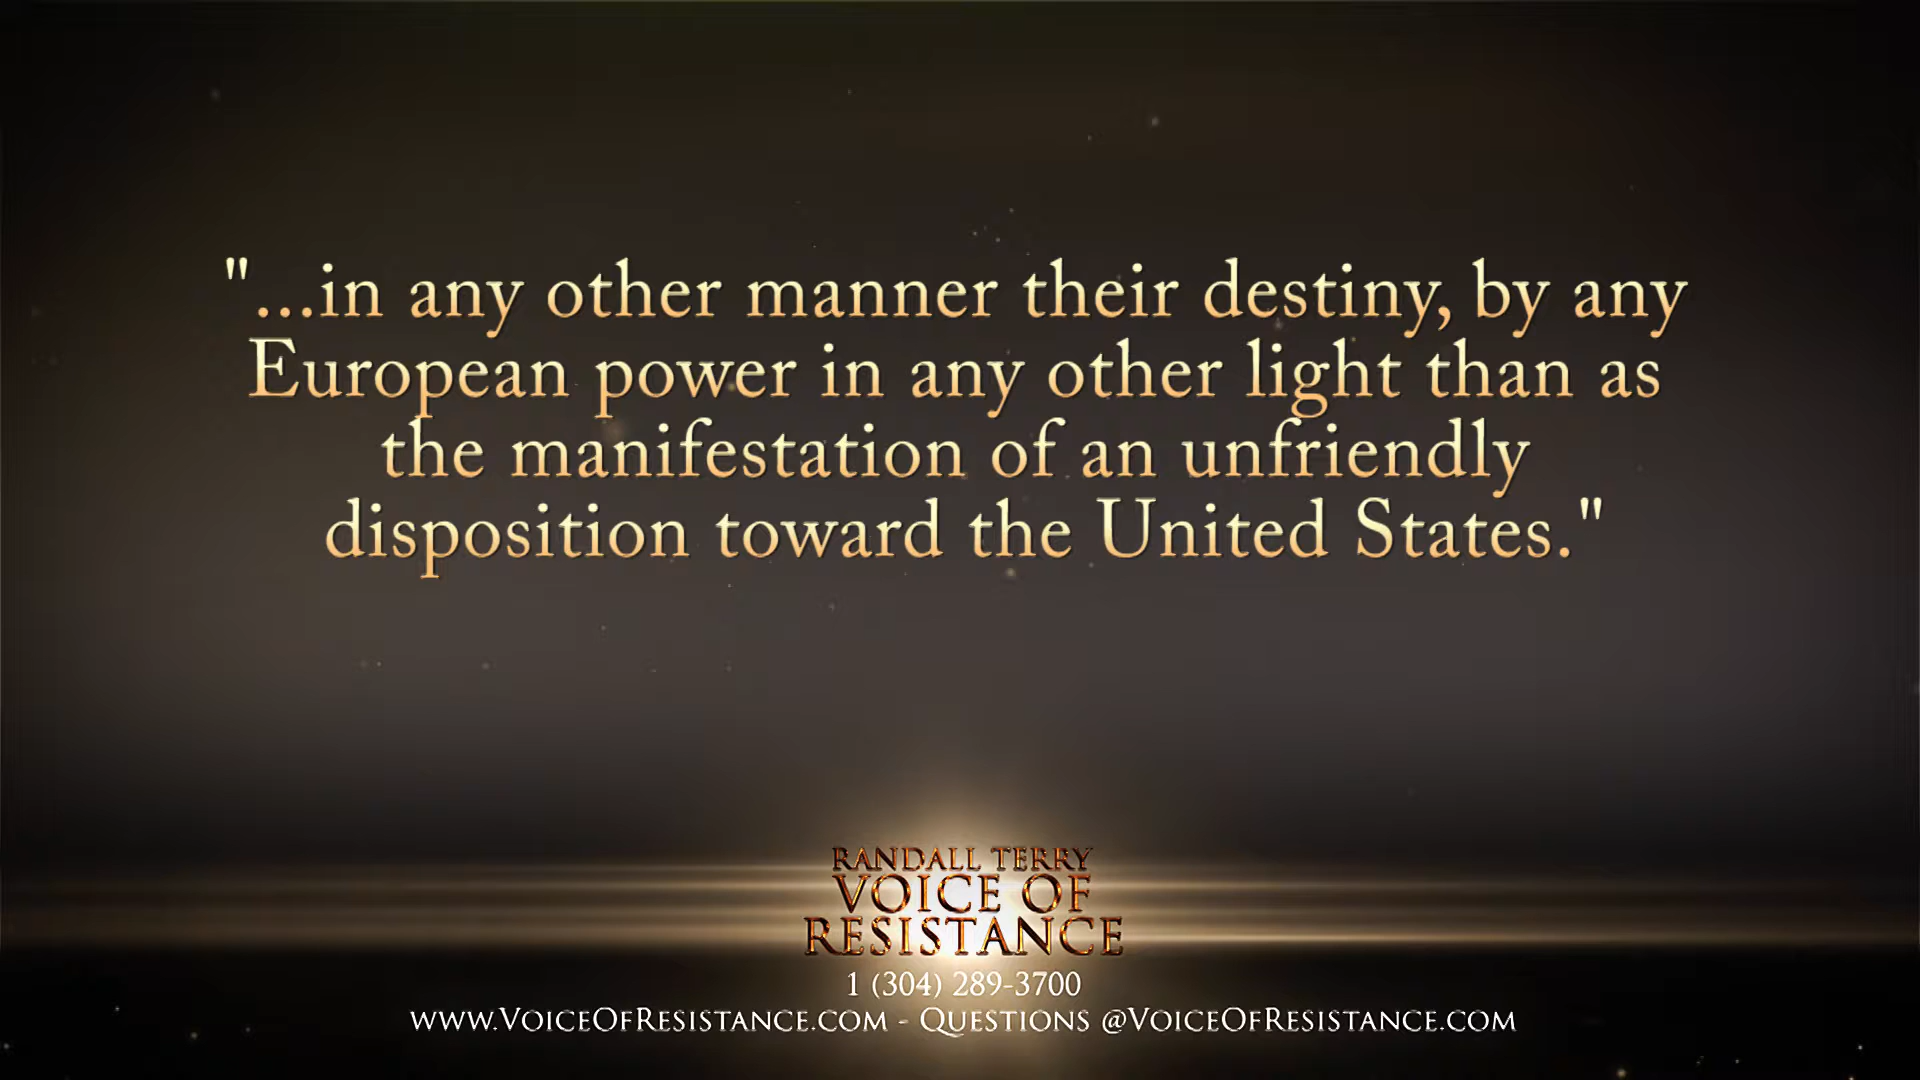 "...in any other manner their destiny, by any
European power in any other light than as
the manifestation of an unfriendly
disposition toward the United States."
RANDALL TERRY
VOICE OF
RESISTANCE
1 (304) 289-3700
www.VoiceOfResistance.com - Questions @VoiceOfResistance.com